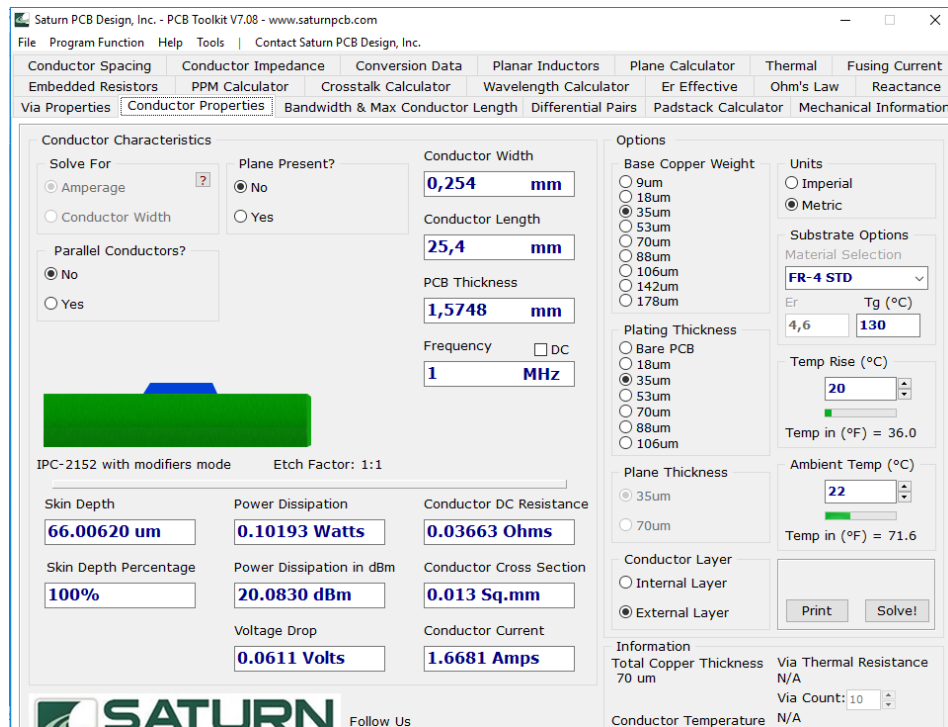 Saturn PCB Design, Inc. - PCB Toolkit V7.08 - www.saturnpcb.com
File Program Function Help Tools | Contact Saturn PCB Design, Inc.
Conductor Spacing Conductor Impedance Conversion Data Planar Inductors Plane Calculator Thermal Fusing Current
Embedded Resistors PPM Calculator Crosstalk Calculator Wavelength Calculator Er Effective Ohm's Law Reactance
Via Properties Conductor Properties Bandwidth & Max Conductor Length Differential Pairs Padstack Calculator Mechanical Information
Conductor Characteristics
Solve For
Amperage
?
Conductor Width
Plane Present?
No
Yes
Parallel Conductors?
No
Yes
Conductor Width
0,254 mm
Conductor Length
25,4 mm
PCB Thickness
1,5748 mm
Frequency DC
1 MHz
IPC-2152 with modifiers mode Etch Factor: 1:1
Skin Depth
66.00620 um
Skin Depth Percentage
100%
Power Dissipation
0.10193 Watts
Power Dissipation in dBm
20.0830 dBm
Voltage Drop
0.0611 Volts
Conductor DC Resistance
0.03663 Ohms
Conductor Cross Section
0.013 Sq.mm
Conductor Current
1.6681 Amps
Options
Base Copper Weight
9um
18um
35um
53um
70um
88um
106um
142um
178um
Plating Thickness
Bare PCB
18um
35um
53um
70um
88um
106um
Plane Thickness
35um
70um
Conductor Layer
Internal Layer
External Layer
Units
Imperial
Metric
Substrate Options
Material Selection
FR-4 STD
Er Tg (°C)
4,6 130
Temp Rise (°C)
20
Temp in (°F) = 36.0
Ambient Temp (°C)
22
Temp in (°F) = 71.6
Print Solve!
Information
Total Copper Thickness
70 um
Conductor Temperature
Via Thermal Resistance
N/A
Via Count: 10
N/A
SATURN
Follow Us